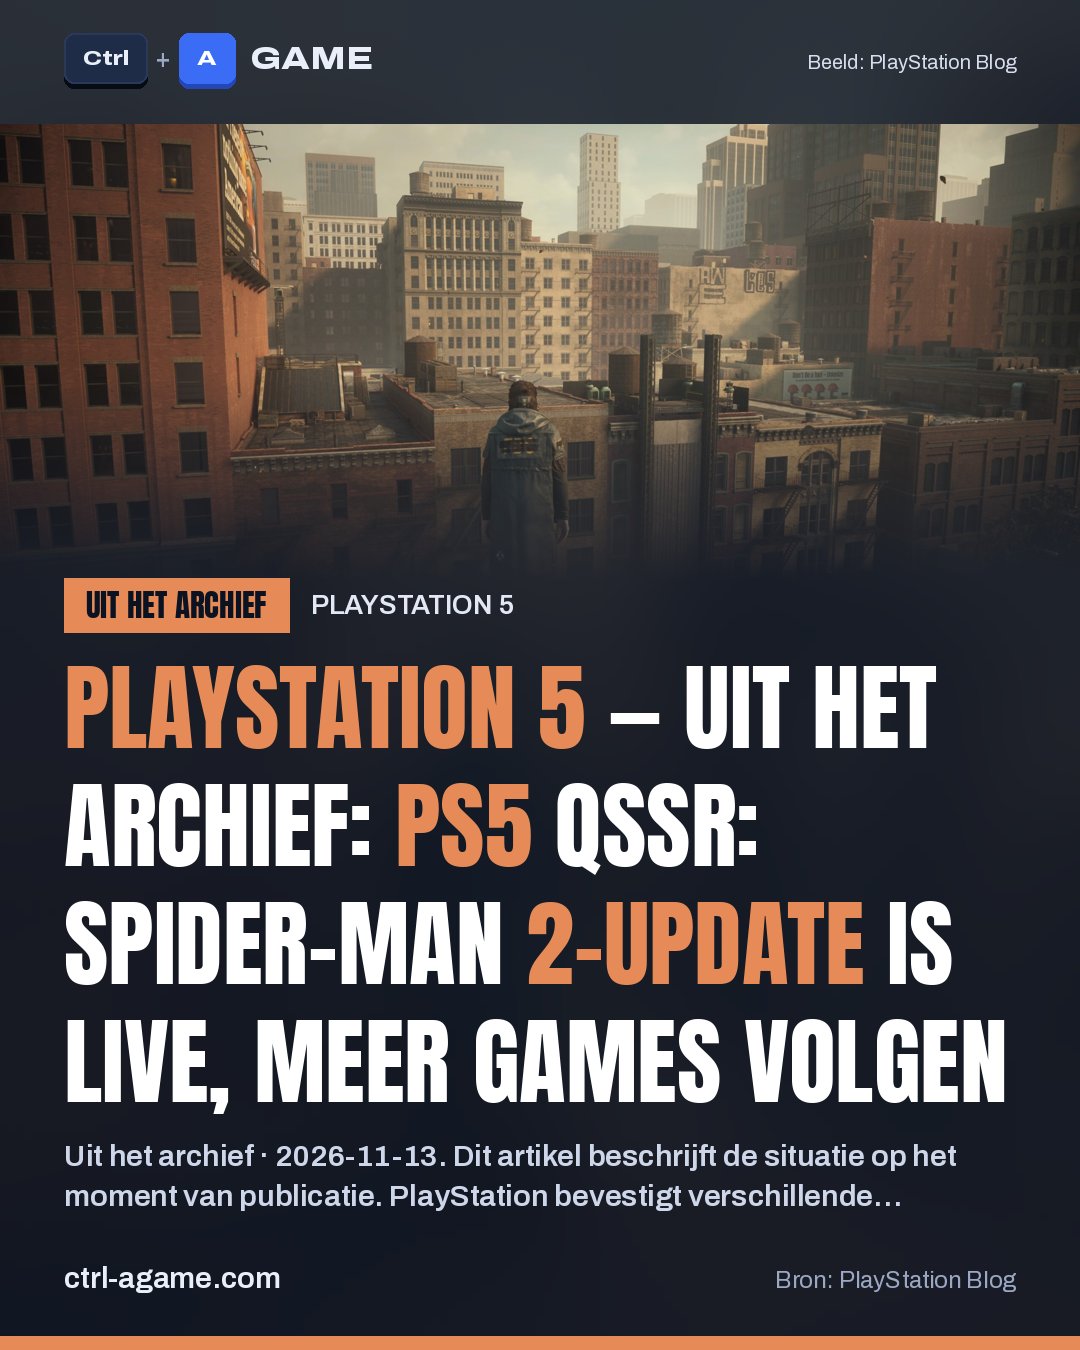 Ctrl + A GAME
Beeld: PlayStation Blog
UIT HET ARCHIEF
PLAYSTATION 5
PLAYSTATION 5 – UIT HET
ARCHIEF: PS5 QSSR:
SPIDER-MAN 2-UPDATE IS
LIVE, MEER GAMES VOLGEN
Uit het archief · 2026-11-13. Dit artikel beschrijft de situatie op het
moment van publicatie. PlayStation bevestigt verschillende...
ctrl-agame.com
Bron: PlayStation Blog